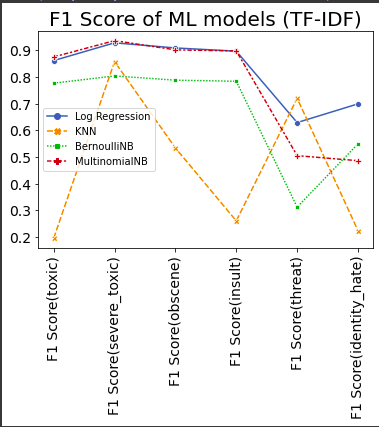 F1 Score of ML models (TF-IDF)
0.9
0.8
0.7
0.6
0.5
0.4
0.3
0.2
Log Regression
KNN
BernoulliNB
MultinomialNB
F1 Score(toxic)
F1 Score(severe_toxic)
F1 Score(obscene)
F1 Score(insult)
F1 Score(threat)
F1 Score(identity_hate)